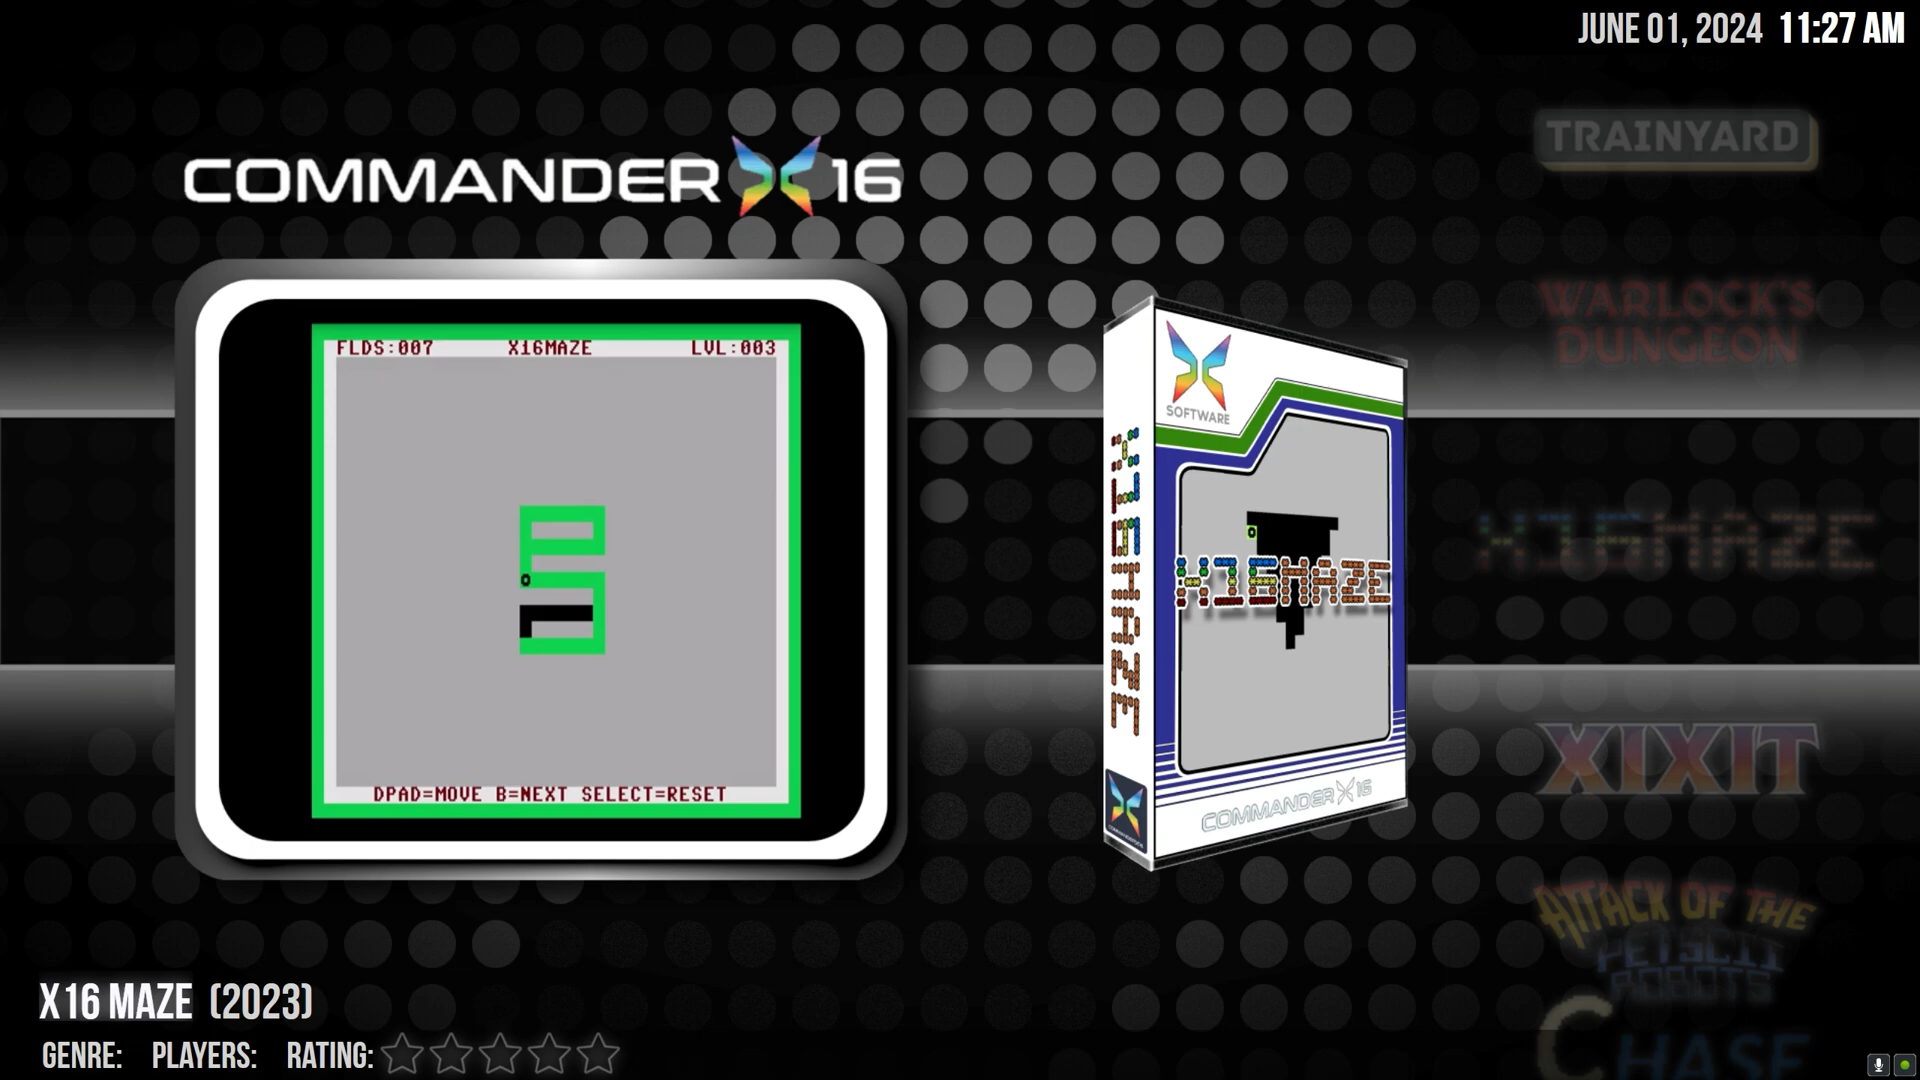 JUNE 01, 2024 11:27 AM
COMMANDER X16
FLDS:007 X16MAZE LVL:003
DPAD=MOVE B=NEXT SELECT=RESET
X16MAZE
SOFTWARE
X16MAZE
COMMANDER X16
TRAINYARD
WARLOCK'S
DUNGEON
X16MAZE
XIXIT
ATTACK OF THE
PETSCII
ROBOTS
CHASE
X16 MAZE (2023)
GENRE: PLAYERS: RATING: